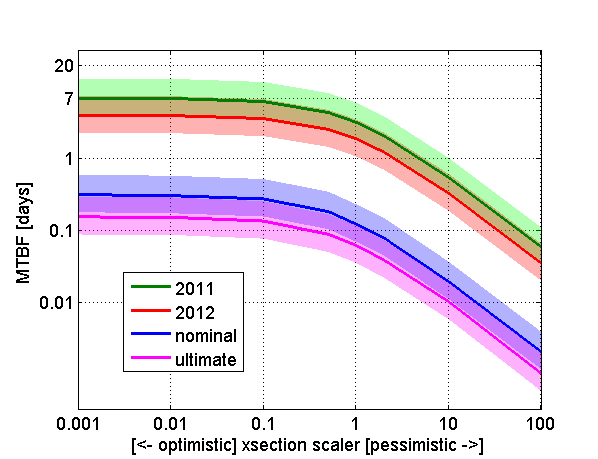 20
7
1
0.1
0.01
MTBF [days]
2011
2012
nominal
ultimate
0.001 0.01 0.1 1 10 100
[<- optimistic] xsection scaler [pessimistic ->]